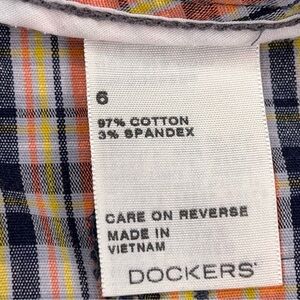 6
97% COTTON
3% SPANDEX
CARE ON REVERSE
MADE IN
VIETNAM
DOCKERS®